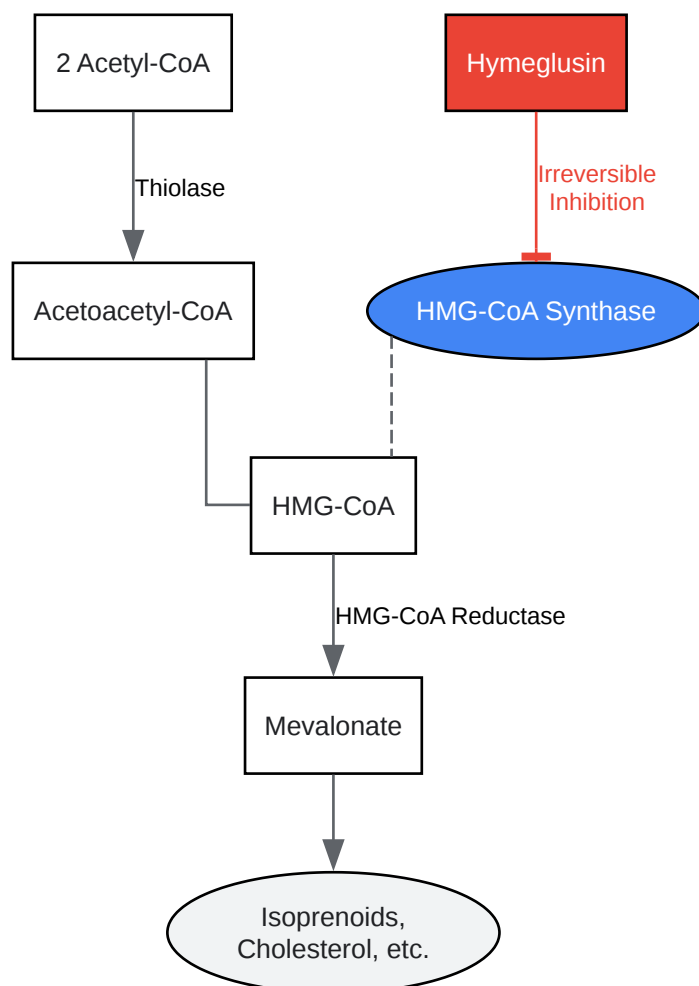 2 Acetyl-CoA
Hymeglusin
Thiolase
Irreversible
Inhibition
Acetoacetyl-CoA
HMG-CoA Synthase
HMG-CoA
HMG-CoA Reductase
Mevalonate
Isoprenoids,
Cholesterol, etc.